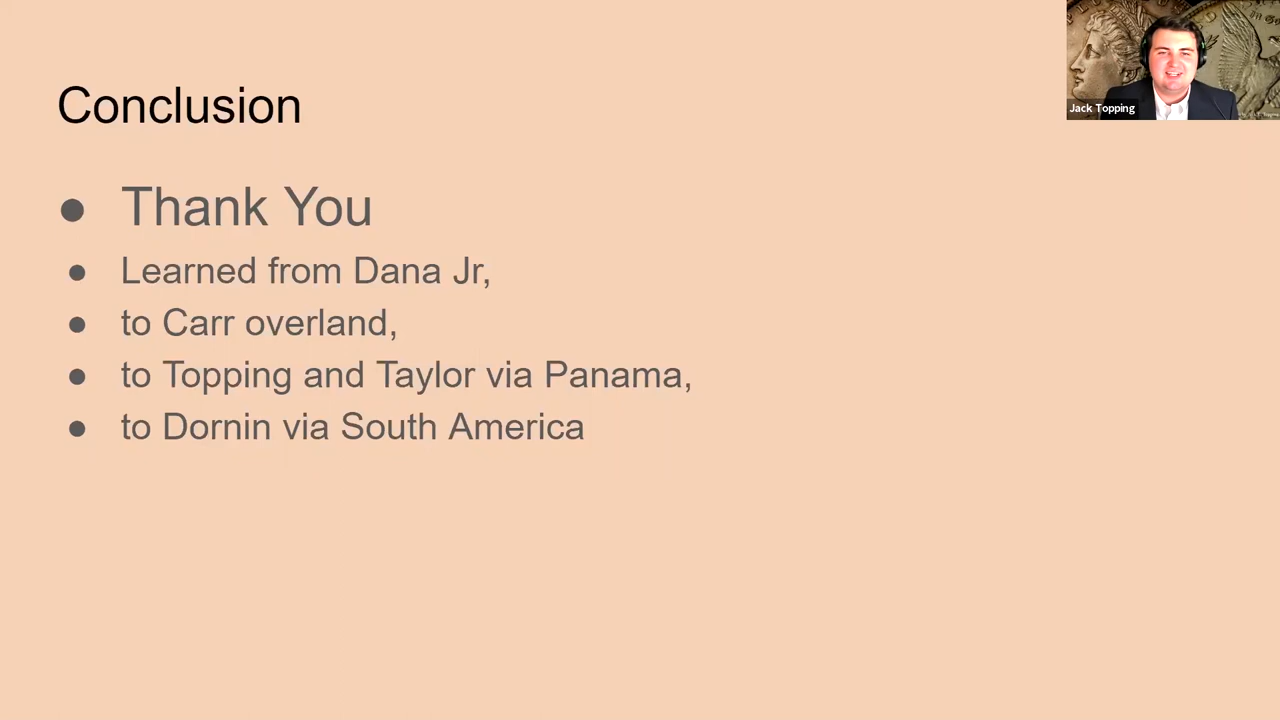 Conclusion
Jack Topping
● Thank You
● Learned from Dana Jr,
● to Carr overland,
● to Topping and Taylor via Panama,
● to Dornin via South America